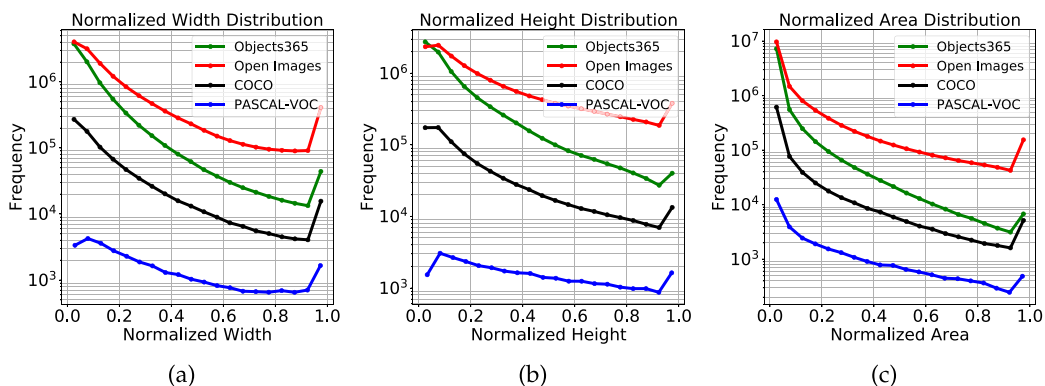 Normalized Width Distribution
Frequency
10^6
10^5
10^4
10^3
Objects365
Open Images
COCO
PASCAL-VOC
0.0 0.2 0.4 0.6 0.8 1.0
Normalized Width
(a)
Normalized Height Distribution
Frequency
10^6
10^5
10^4
10^3
Objects365
Open Images
COCO
PASCAL-VOC
0.0 0.2 0.4 0.6 0.8 1.0
Normalized Height
(b)
Normalized Area Distribution
Frequency
10^7
10^6
10^5
10^4
10^3
Objects365
Open Images
COCO
PASCAL-VOC
0.0 0.2 0.4 0.6 0.8 1.0
Normalized Area
(c)